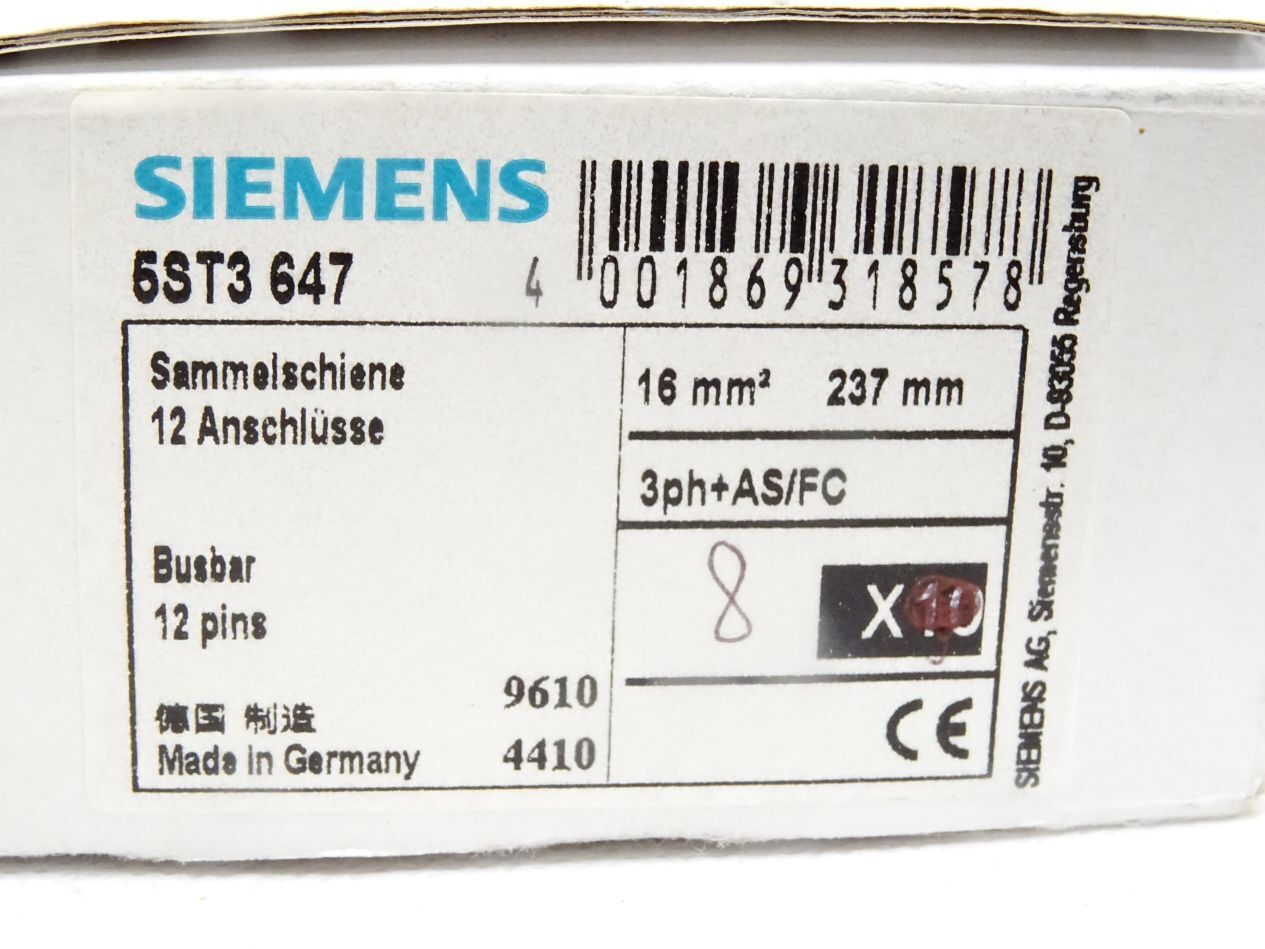 SIEMENS
5ST3 647
4 001869 318578
Sammelschiene
12 Anschlüsse
16 mm² 237 mm
3ph+AS/FC
Busbar
12 pins
8
X10
德国 制造
Made in Germany
9610
4410
CE
SIEMENS AG, Siemensstr. 10, D-93055 Regensburg